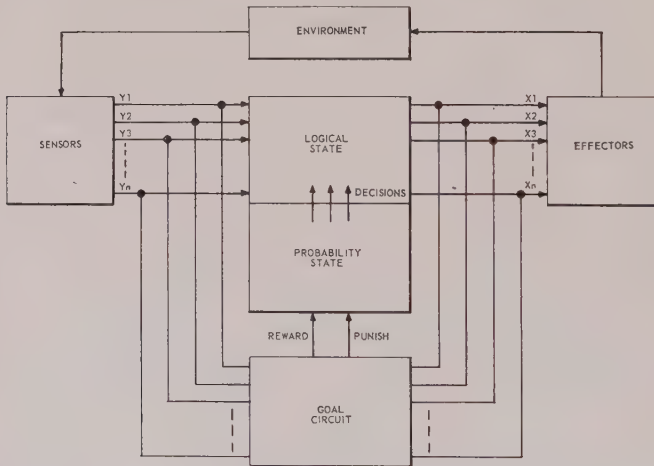 ENVIRONMENT
Y1
X1
Y2
X2
Y3
X3
SENSORS
LOGICAL
STATE
EFFECTORS
Yn
DECISIONS
Xn
PROBABILITY
STATE
REWARD
PUNISH
GOAL
CIRCUIT